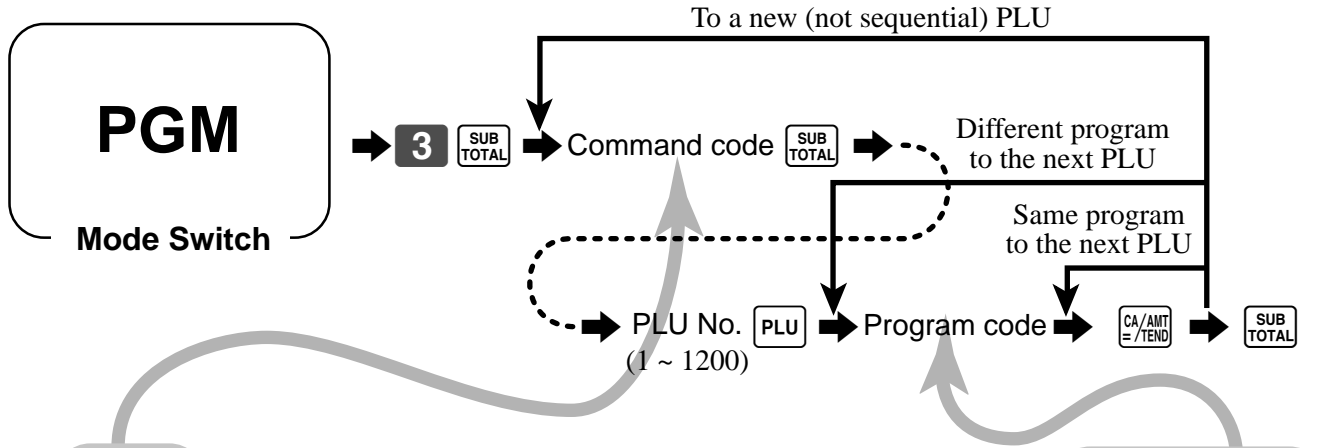 To a new (not sequential) PLU
PGM
Mode Switch
3 SUB TOTAL Command code SUB TOTAL
Different program
to the next PLU
Same program
to the next PLU
PLU No. PLU Program code CA/AMT = /TEND SUB TOTAL
(1 ~ 1200)